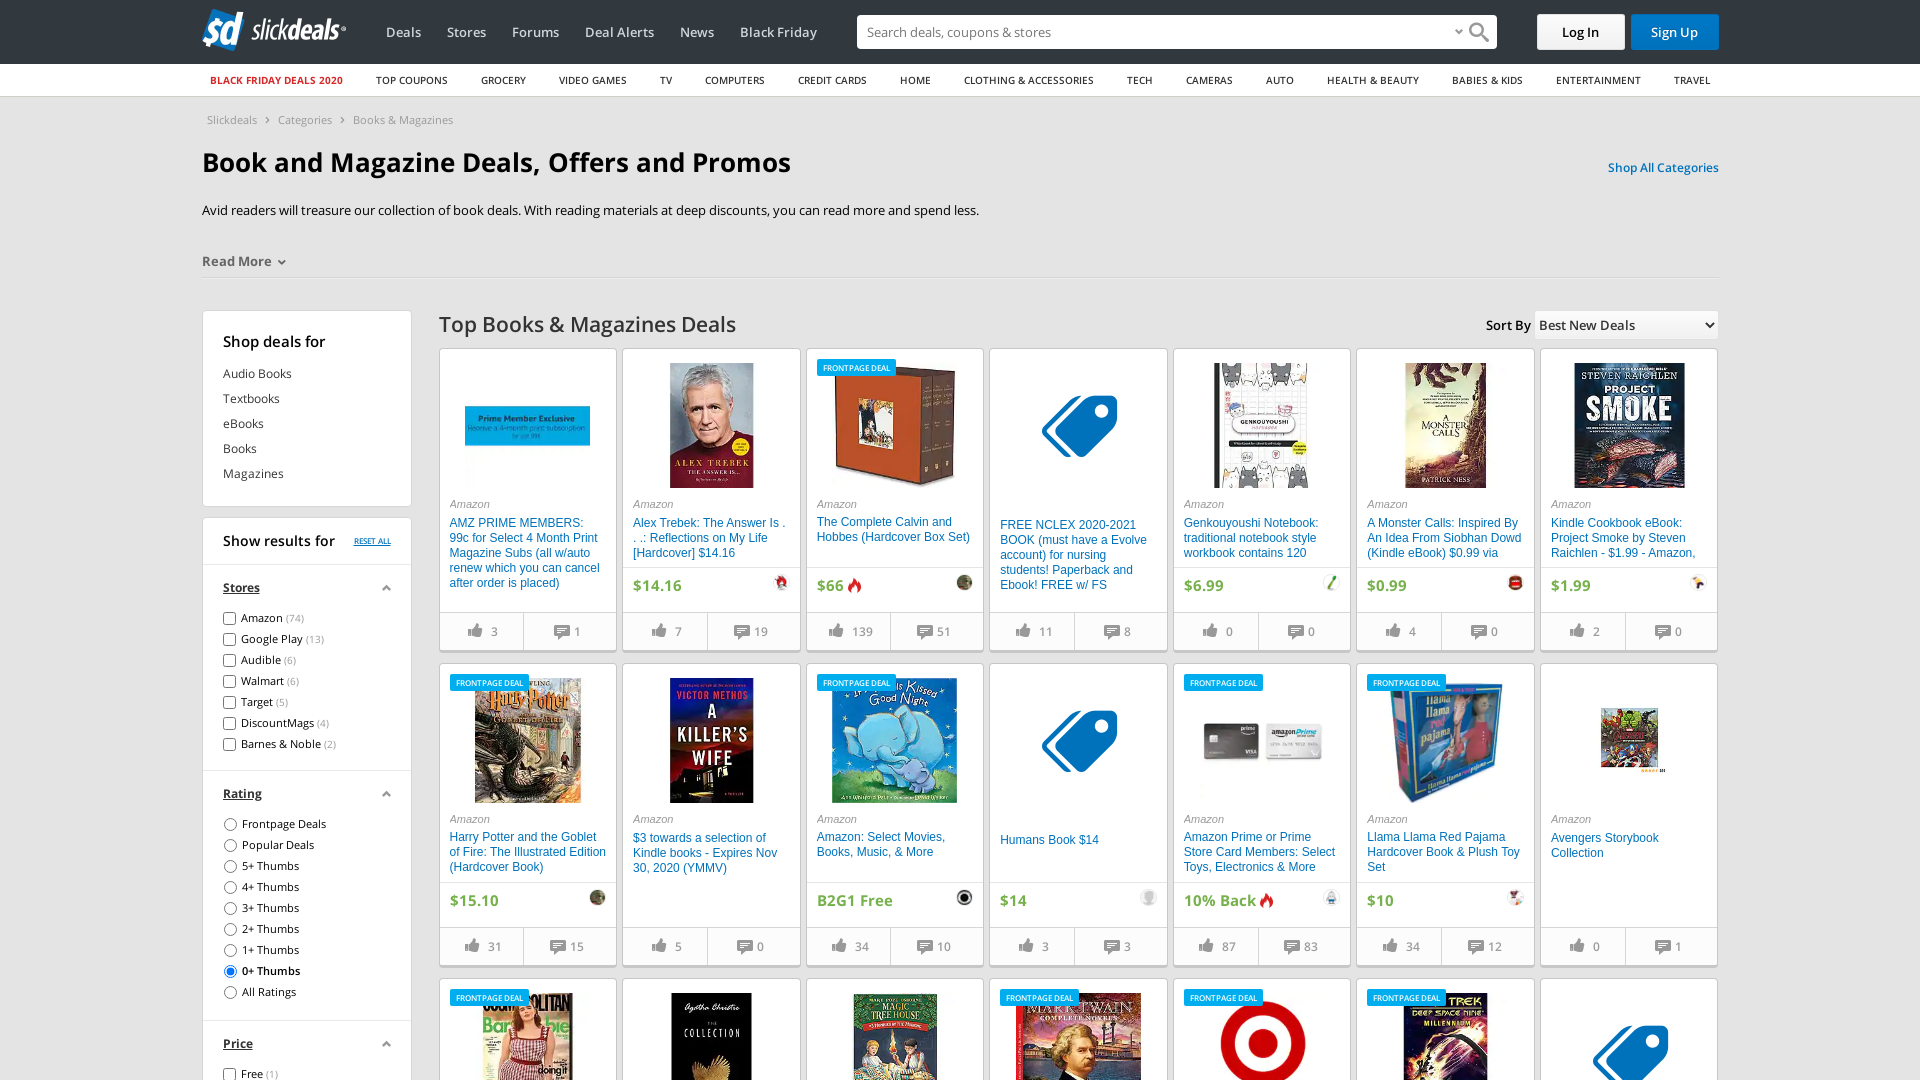 slickdeals
Deals
Stores
Forums
Deal Alerts
News
Black Friday
Search deals, coupons & stores
Log In
Sign Up
BLACK FRIDAY DEALS 2020
TOP COUPONS
GROCERY
VIDEO GAMES
TV
COMPUTERS
CREDIT CARDS
HOME
CLOTHING & ACCESSORIES
TECH
CAMERAS
AUTO
HEALTH & BEAUTY
BABIES & KIDS
ENTERTAINMENT
TRAVEL
Slickdeals › Categories › Books & Magazines
Book and Magazine Deals, Offers and Promos
Shop All Categories
Avid readers will treasure our collection of book deals. With reading materials at deep discounts, you can read more and spend less.
Read More
Shop deals for
Audio Books
Textbooks
eBooks
Books
Magazines
Show results for
RESET ALL
Stores
Amazon (74)
Google Play (13)
Audible (6)
Walmart (6)
Target (5)
DiscountMags (4)
Barnes & Noble (2)
Rating
Frontpage Deals
Popular Deals
5+ Thumbs
4+ Thumbs
3+ Thumbs
2+ Thumbs
1+ Thumbs
0+ Thumbs
All Ratings
Price
Free (1)
Top Books & Magazines Deals
Sort By Best New Deals
Prime Member Exclusive
Amazon
AMZ PRIME MEMBERS:
99c for Select 4 Month Print
Magazine Subs (all w/auto
renew which you can cancel
after order is placed)
3
1
ALEX TREBEK
THE ANSWER IS...
Amazon
Alex Trebek: The Answer Is .
. .: Reflections on My Life
[Hardcover] $14.16
$14.16
7
19
FRONTPAGE DEAL
Amazon
The Complete Calvin and
Hobbes (Hardcover Box Set)
$66
139
51
FREE NCLEX 2020-2021
BOOK (must have a Evolve
account) for nursing
students! Paperback and
Ebook! FREE w/ FS
11
8
GENKOUYOUSHI
Amazon
Genkouyoushi Notebook:
traditional notebook style
workbook contains 120
$6.99
0
0
A
MONSTER
CALLS
PATRICK NESS
Amazon
A Monster Calls: Inspired By
An Idea From Siobhan Dowd
(Kindle eBook) $0.99 via
$0.99
4
0
STEVEN RAICHLEN
PROJECT
SMOKE
Amazon
Kindle Cookbook eBook:
Project Smoke by Steven
Raichlen - $1.99 - Amazon,
$1.99
2
0
FRONTPAGE DEAL
Harry Potter
Amazon
Harry Potter and the Goblet
of Fire: The Illustrated Edition
(Hardcover Book)
$15.10
31
15
VICTOR METHOS
A
KILLER'S
WIFE
Amazon
$3 towards a selection of
Kindle books - Expires Nov
30, 2020 (YMMV)
5
0
FRONTPAGE DEAL
Kissed
Good Night
Amazon
Amazon: Select Movies,
Books, Music, & More
B2G1 Free
34
10
Humans Book $14
$14
3
3
FRONTPAGE DEAL
prime
VISA
amazonPrime
Amazon
Amazon Prime or Prime
Store Card Members: Select
Toys, Electronics & More
10% Back
87
83
FRONTPAGE DEAL
llama
llama
red
pajama
Amazon
Llama Llama Red Pajama
Hardcover Book & Plush Toy
Set
$10
34
12
Amazon
Avengers Storybook
Collection
0
1
FRONTPAGE DEAL
Agatha Christie
THE
COLLECTION
MARY POPE OSBORNE
MAGIC
TREE HOUSE
FRONTPAGE DEAL
MARK TWAIN
COMPLETE NOVELS
FRONTPAGE DEAL
FRONTPAGE DEAL
TREK
DEEP SPACE NINE
MILLENNIUM